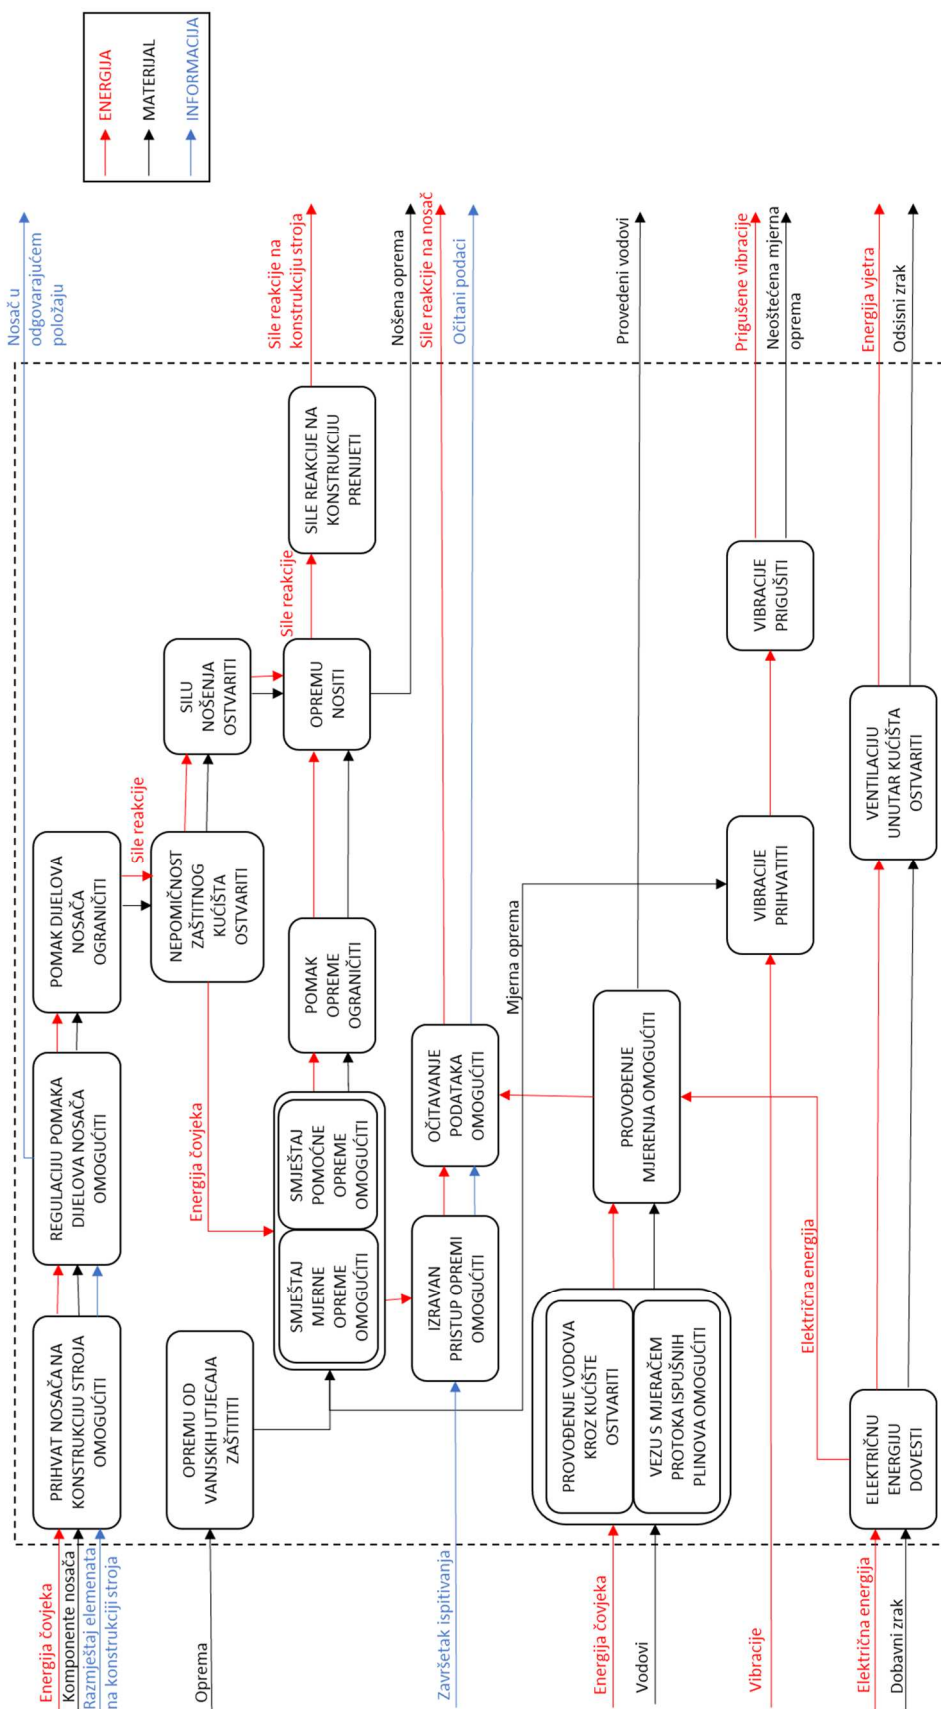 Energija čovjeka
Komponente nosača
Razmještaj elemenata
na konstrukciji stroja
PRIHVAT NOSAČA NA
KONSTRUKCIJU STROJA
OMOGUĆITI
REGULACIJU POMAKA
DIJELOVA NOSAČA
OMOGUĆITI
POMAK DIJELOVA
NOSAČA
OGRANIČITI
Nosač u
odgovarajućem
položaju
ENERGIJA
MATERIJAL
INFORMACIJA
Sile reakcije
Oprema
OPREMU OD
VANJSKIH UTJECAJA
ZAŠTITITI
Energija čovjeka
NEPOMIČNOST
ZAŠTITNOG
KUĆIŠTA
OSTVARITI
SILU
NOŠENJA
OSTVARITI
SMJEŠTAJ
MJERNE
OPREME
OMOGUĆITI
SMJEŠTAJ
POMOĆNE
OPREME
OMOGUĆITI
POMAK
OPREME
OGRANIČITI
OPREMU
NOSITI
Sile reakcije
SILE REAKCIJE NA
KONSTRUKCIJU
PRENIJETI
Sile reakcije na
konstrukciju stroja
Nošena oprema
Završetak ispitivanja
IZRAVAN
PRISTUP OPREMI
OMOGUĆITI
OČITAVANJE
PODATAKA
OMOGUĆITI
Sile reakcije na nosač
Očitani podaci
Mjerna oprema
Energija čovjeka
Vodovi
PROVOĐENJE VODOVA
KROZ KUĆIŠTE
OSTVARITI
VEZU S MJERAČEM
PROTOKA ISPUŠNIH
PLINOVA OMOGUĆITI
PROVOĐENJE
MJERENJA OMOGUĆITI
Provedeni vodovi
Vibracije
VIBRACIJE
PRIHVATITI
VIBRACIJE
PRIGUŠITI
Prigušene vibracije
Neoštećena mjerna
oprema
Električna energija
Električna energija
Dobavni zrak
ELEKTRIČNU
ENERGIJU
DOVESTI
VENTILACIJU
UNUTAR KUĆIŠTA
OSTVARITI
Energija vjetra
Odsisni zrak